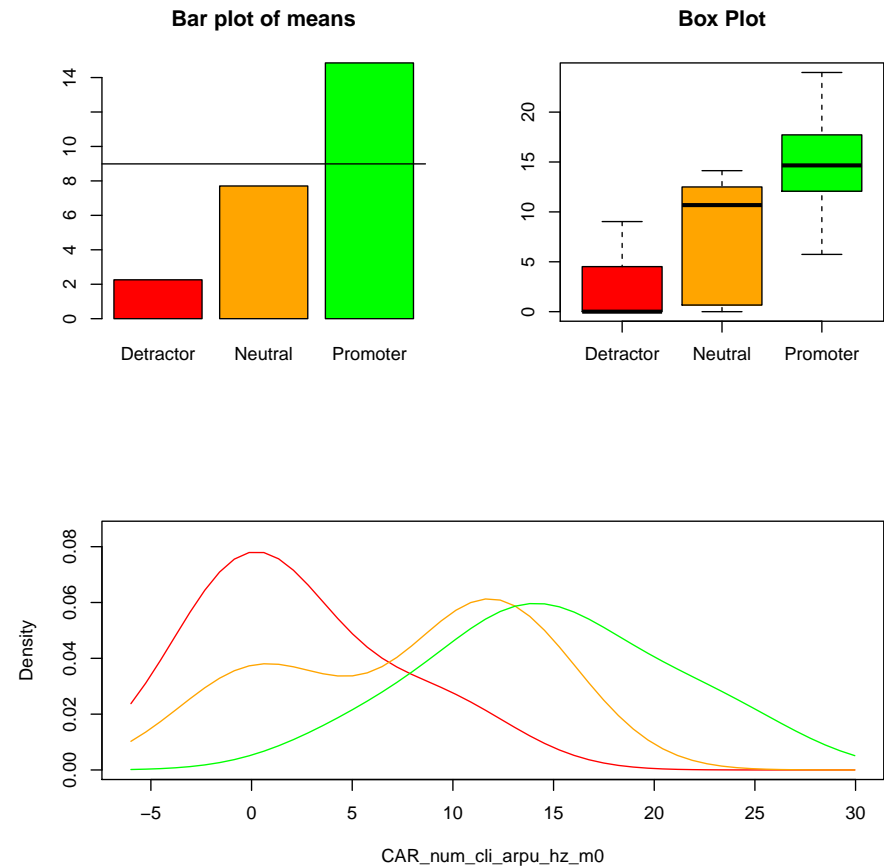 Bar plot of means
14
10
8
6
4
2
0
Detractor Neutral Promoter
Box Plot
20
15
10
5
0
Detractor Neutral Promoter
0.08
0.06
0.04
0.02
0.00
Density
−5 0 5 10 15 20 25 30
CAR_num_cli_arpu_hz_m0